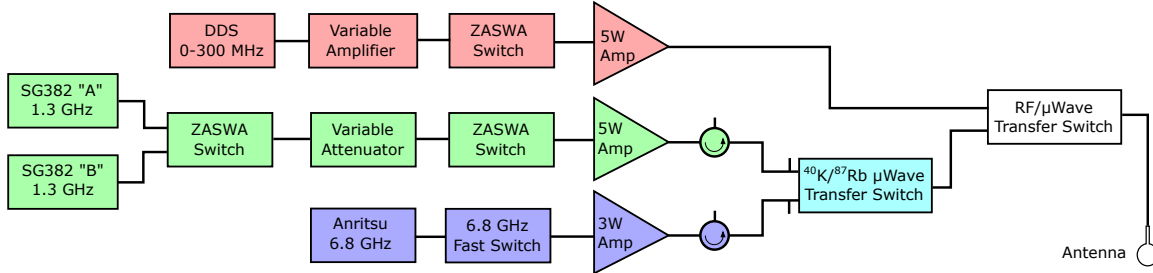 DDS
0-300 MHz
Variable
Amplifier
ZASWA
Switch
5W
Amp
SG382 "A"
1.3 GHz
SG382 "B"
1.3 GHz
ZASWA
Switch
Variable
Attenuator
ZASWA
Switch
5W
Amp
Anritsu
6.8 GHz
6.8 GHz
Fast Switch
3W
Amp
⁴⁰K/⁸⁷Rb µWave
Transfer Switch
RF/µWave
Transfer Switch
Antenna